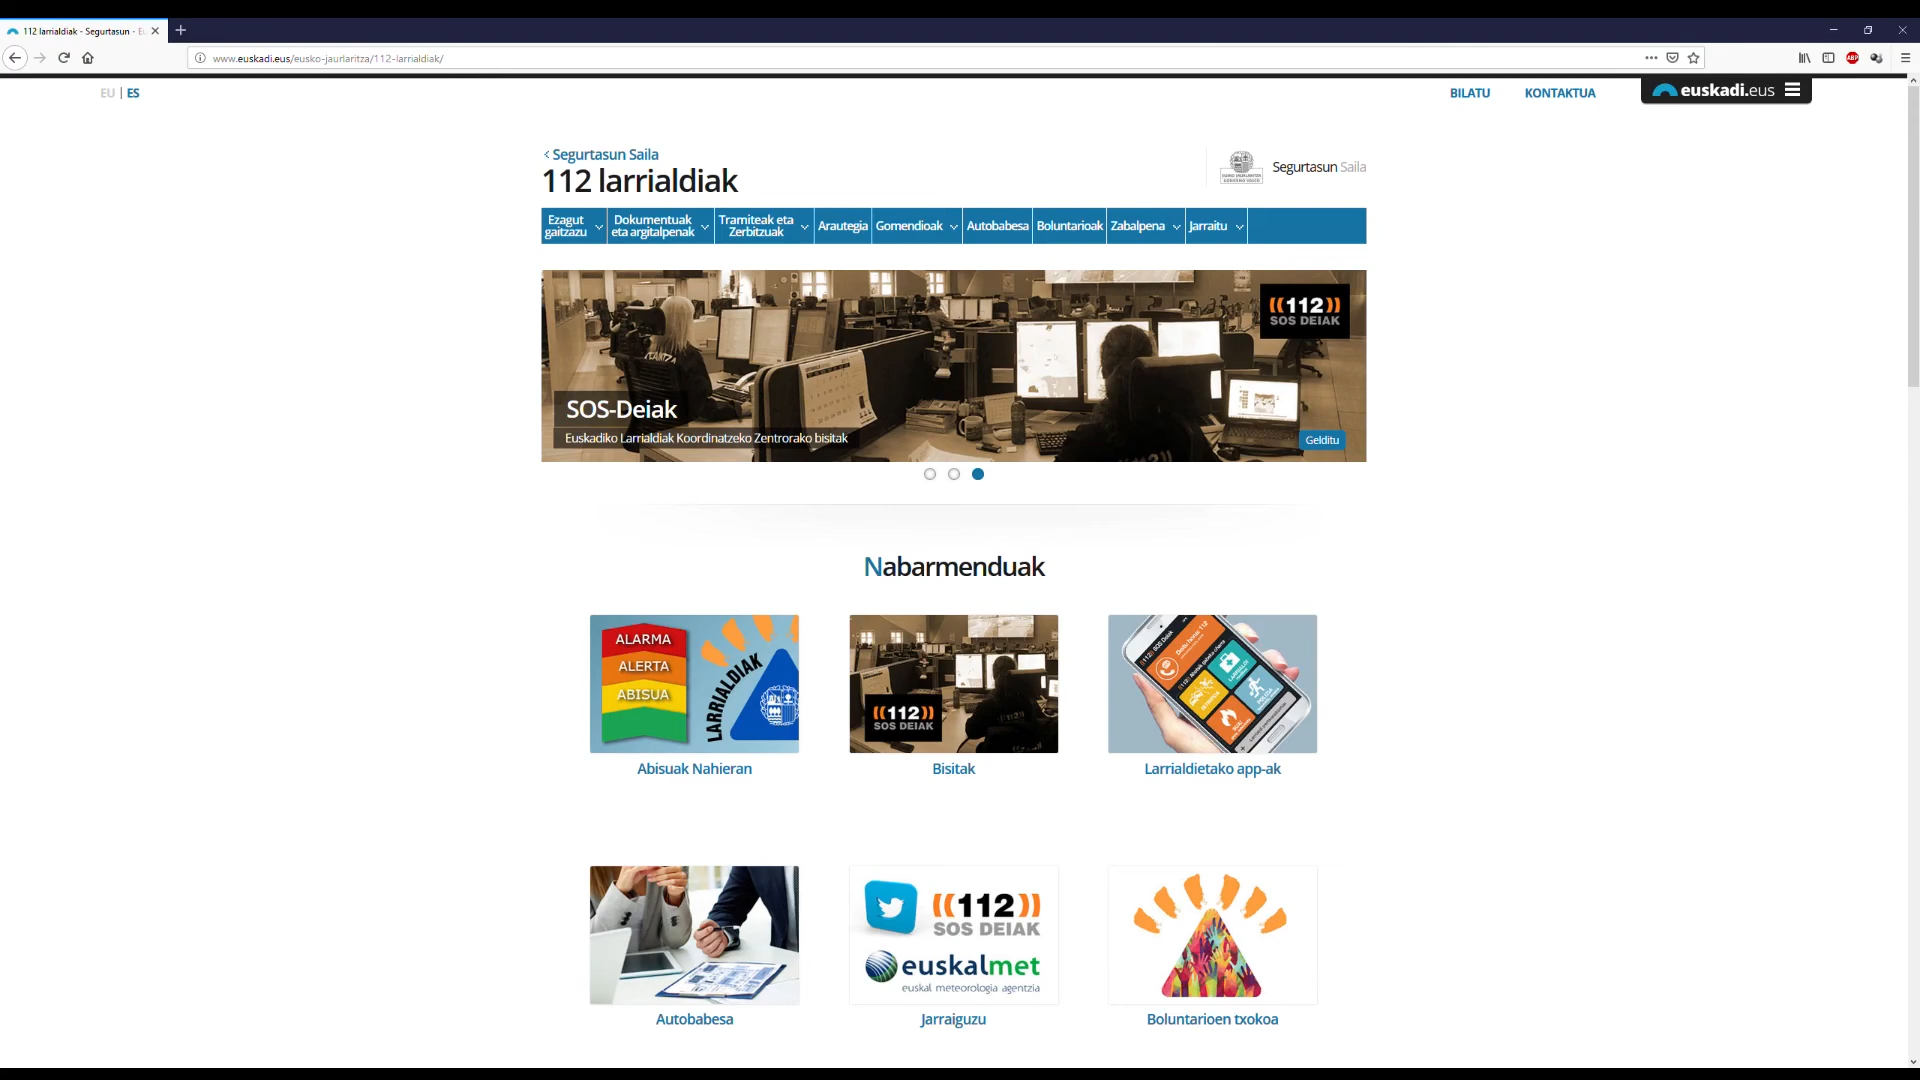 112 larrialdiak - Segurtasun - Eu
www.euskadi.eus/eusko-jaurlaritza/112-larrialdiak/
ABP
EU | ES
BILATU
KONTAKTUA
euskadi.eus
< Segurtasun Saila
112 larrialdiak
Segurtasun Saila
Ezagut gaitzazu
Dokumentuak eta argitalpenak
Tramiteak eta Zerbitzuak
Arautegia
Gomendioak
Autobabesa
Boluntarioak
Zabalpena
Jarraitu
((112))
SOS DEIAK
SOS-Deiak
Euskadiko Larrialdiak Koordinatzeko Zentrorako bisitak
Gelditu
Nabarmenduak
ALARMA
ALERTA
ABISUA
LARRIALDIAK
((112))
SOS DEIAK
Abisuak Nahieran
Bisitak
Larrialdietako app-ak
((112))
SOS DEIAK
euskalmet
euskal meteorologia agentzia
Autobabesa
Jarraiguzu
Boluntarioen txokoa